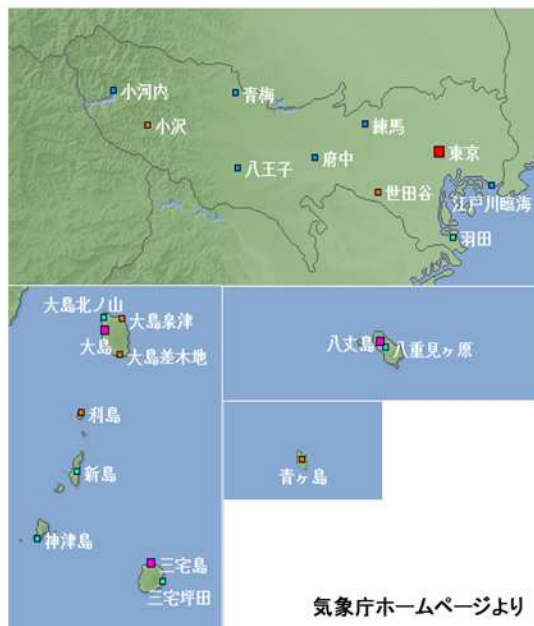 小河内
青梅
小沢
練馬
東京
府中
八王子
世田谷
江戸川臨海
羽田
大島北ノ山
大島泉津
大島
大島差木地
利島
新島
神津島
三宅島
三宅坪田
八丈島
八重見ヶ原
青ヶ島
気象庁ホームページより